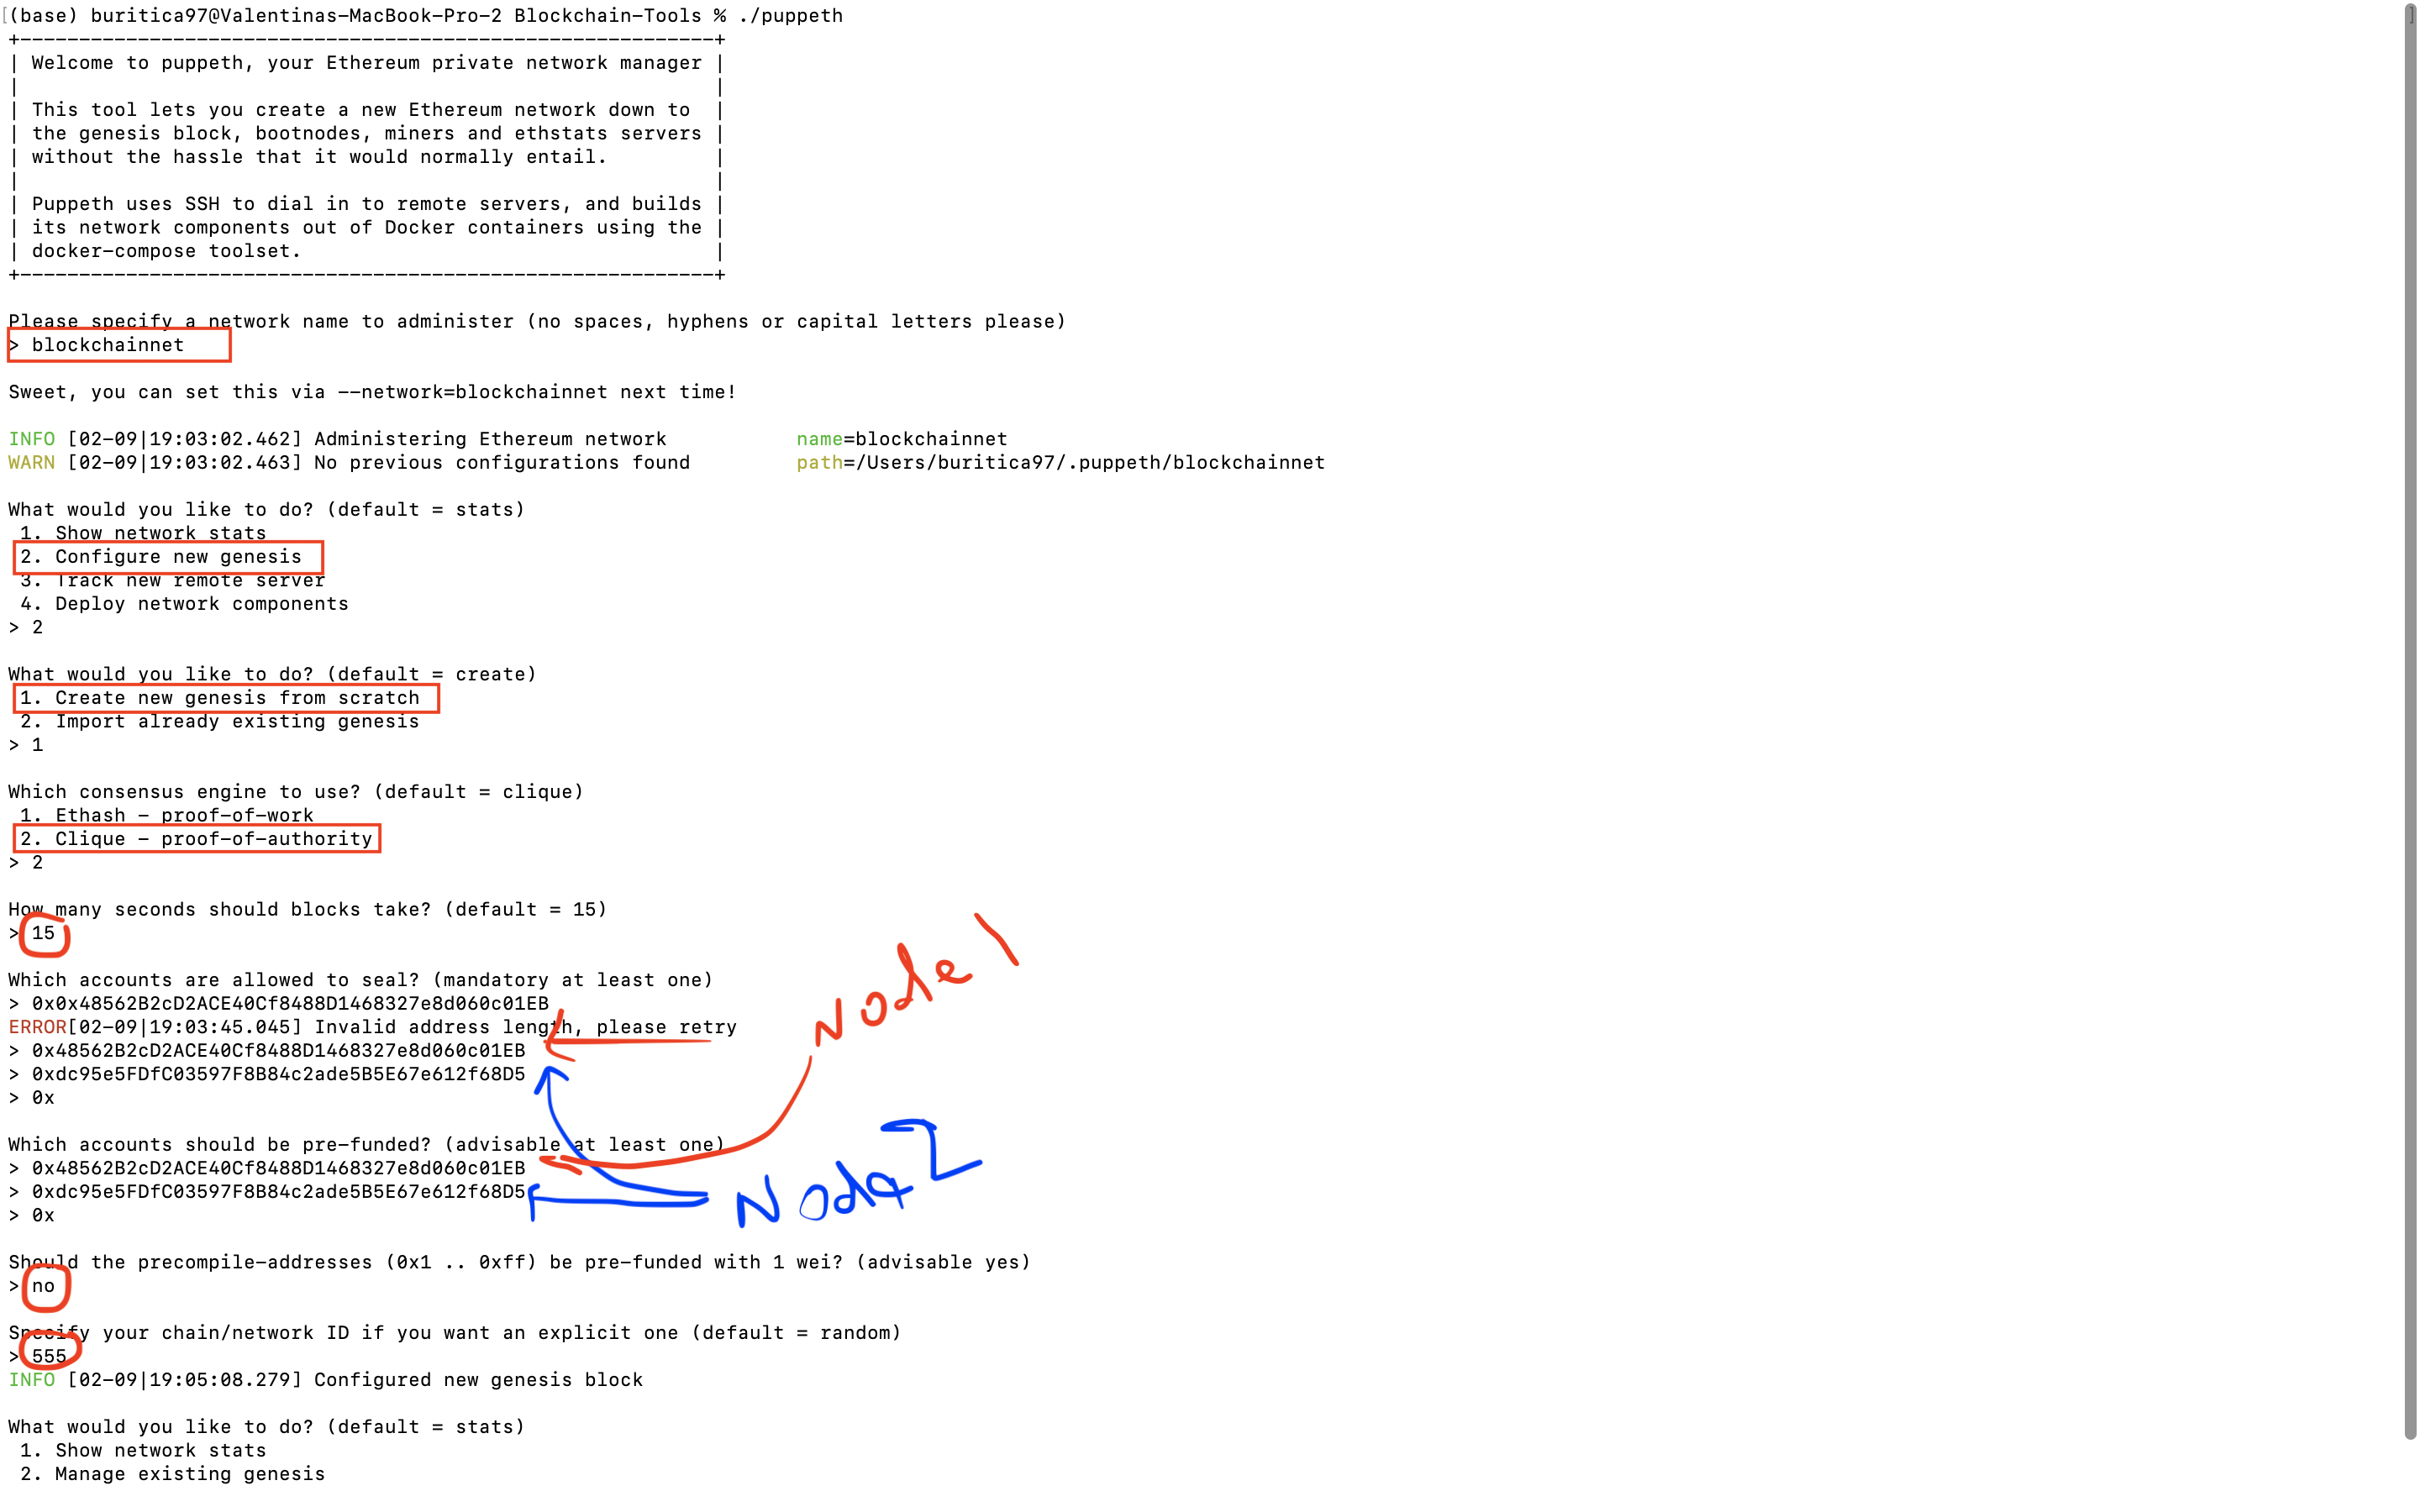 (base) buritica97@Valentinas-MacBook-Pro-2 Blockchain-Tools % ./puppeth
+-----------------------------------------------------------+
| Welcome to puppeth, your Ethereum private network manager |
|                                                           |
| This tool lets you create a new Ethereum network down to  |
| the genesis block, bootnodes, miners and ethstats servers |
| without the hassle that it would normally entail.         |
|                                                           |
| Puppeth uses SSH to dial in to remote servers, and builds |
| its network components out of Docker containers using the |
| docker-compose toolset.                                   |
+-----------------------------------------------------------+
Please specify a network name to administer (no spaces, hyphens or capital letters please)
> blockchainnet
Sweet, you can set this via --network=blockchainnet next time!
INFO [02-09|19:03:02.462] Administering Ethereum network           name=blockchainnet
WARN [02-09|19:03:02.463] No previous configurations found         path=/Users/buritica97/.puppeth/blockchainnet
What would you like to do? (default = stats)
1. Show network stats
2. Configure new genesis
3. Track new remote server
4. Deploy network components
> 2
What would you like to do? (default = create)
1. Create new genesis from scratch
2. Import already existing genesis
> 1
Which consensus engine to use? (default = clique)
1. Ethash - proof-of-work
2. Clique - proof-of-authority
> 2
How many seconds should blocks take? (default = 15)
> 15
Which accounts are allowed to seal? (mandatory at least one)
> 0x0x48562B2cD2ACE40Cf8488D1468327e8d060c01EB
Node 1
ERROR[02-09|19:03:45.045] Invalid address length, please retry
> 0x48562B2cD2ACE40Cf8488D1468327e8d060c01EB
> 0xdc95e5FDfC03597F8B84c2ade5B5E67e612f68D5
> 0x
Which accounts should be pre-funded? (advisable at least one)
> 0x48562B2cD2ACE40Cf8488D1468327e8d060c01EB
> 0xdc95e5FDfC03597F8B84c2ade5B5E67e612f68D5
Node 2
> 0x
Should the precompile-addresses (0x1 .. 0xff) be pre-funded with 1 wei? (advisable yes)
> no
Specify your chain/network ID if you want an explicit one (default = random)
> 555
INFO [02-09|19:05:08.279] Configured new genesis block
What would you like to do? (default = stats)
1. Show network stats
2. Manage existing genesis